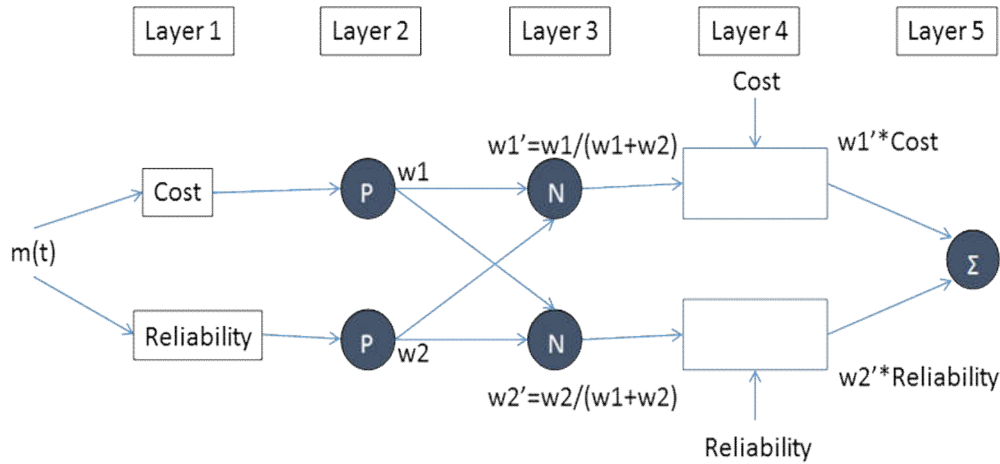 Layer 1
Layer 2
Layer 3
Layer 4
Layer 5
Cost
w1'=w1/(w1+w2)
w1'*Cost
w1
Cost
P
N
m(t)
Σ
Reliability
P
N
w2
w2'*Reliability
w2'=w2/(w1+w2)
Reliability